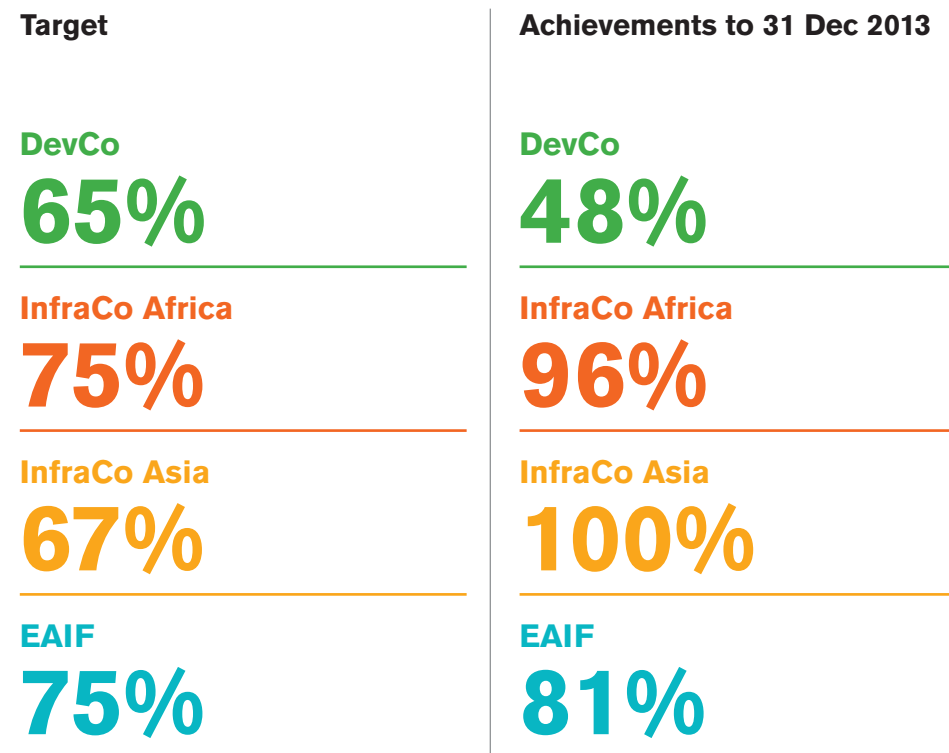 Target
DevCo
65%
InfraCo Africa
75%
InfraCo Asia
67%
EAIF
75%
Achievements to 31 Dec 2013
DevCo
48%
InfraCo Africa
96%
InfraCo Asia
100%
EAIF
81%